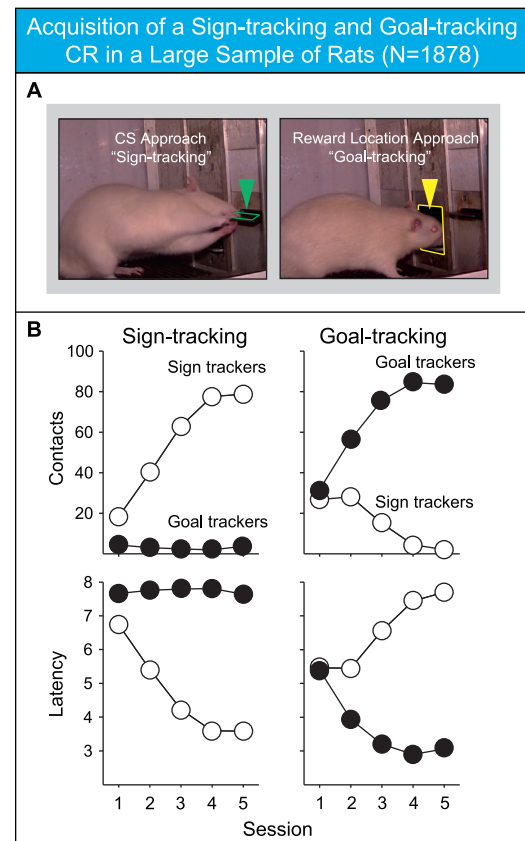 Acquisition of a Sign-tracking and Goal-tracking
CR in a Large Sample of Rats (N=1878)
A
CS Approach
“Sign-tracking”
Reward Location Approach
“Goal-tracking”
B
Sign-tracking
Goal-tracking
100
80
60
40
20
Contacts
Sign trackers
Goal trackers
Goal trackers
Sign trackers
8
7
6
5
4
3
Latency
1 2 3 4 5
1 2 3 4 5
Session